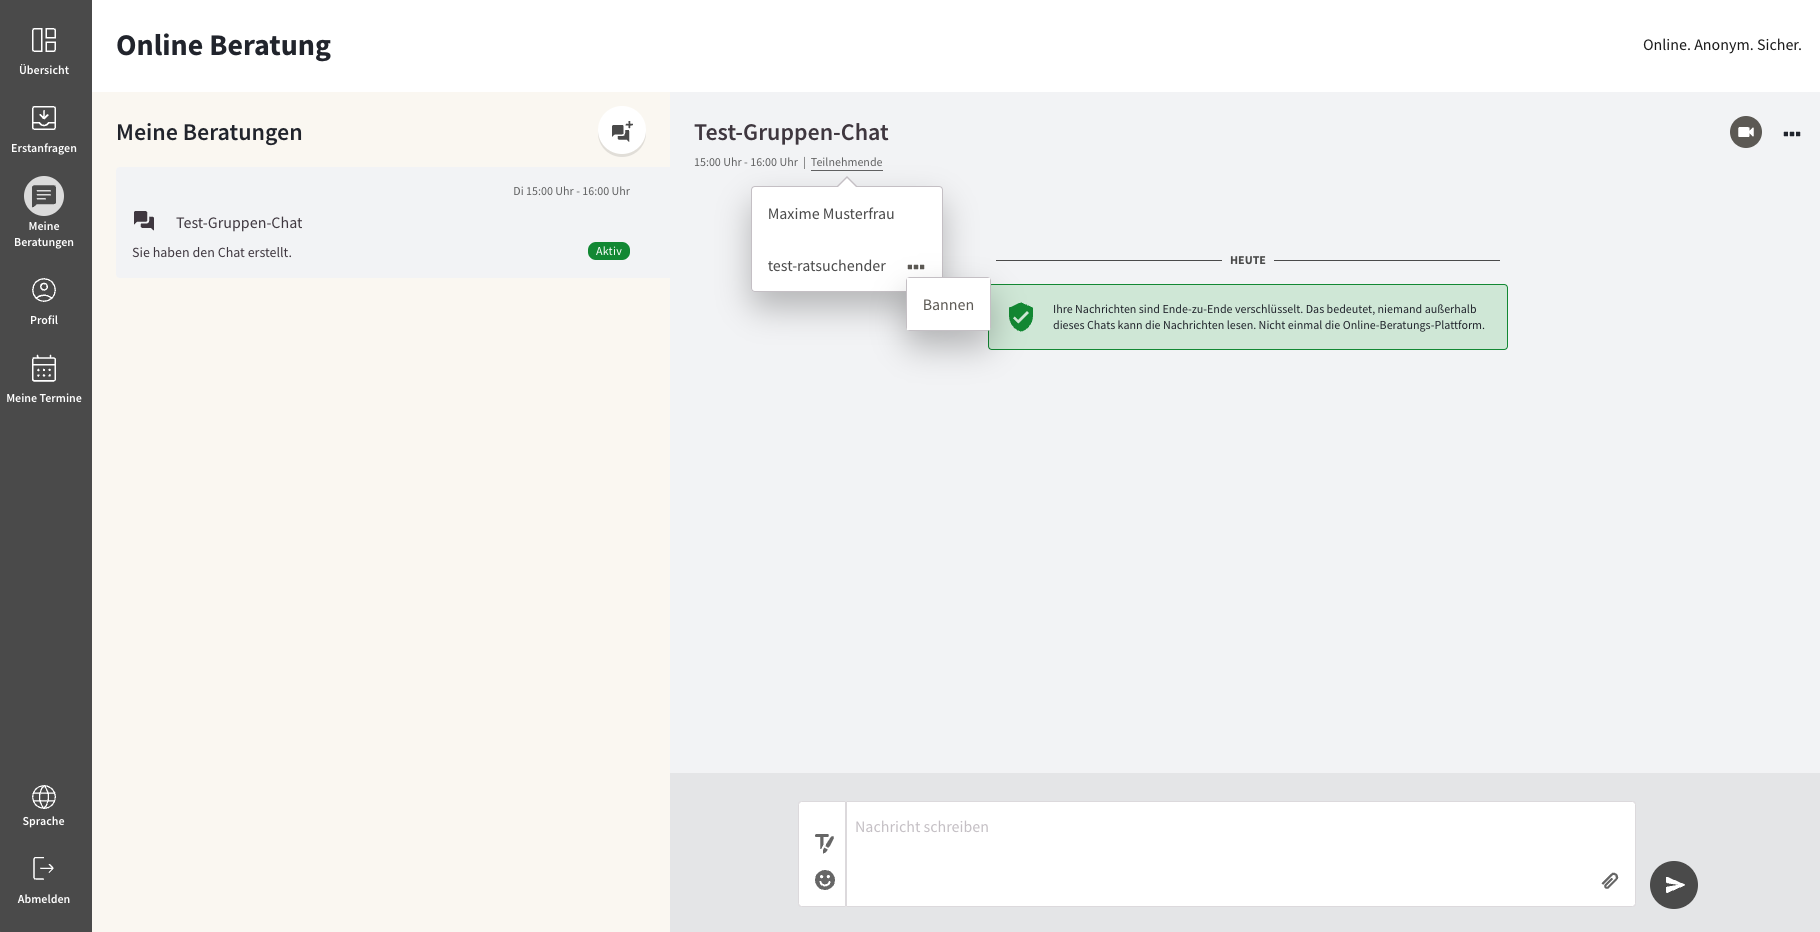 Übersicht
Erstanfragen
Meine
Beratungen
Profil
Meine Termine
Sprache
Abmelden
Online Beratung
Online. Anonym. Sicher.
Meine Beratungen
Di 15:00 Uhr - 16:00 Uhr
Test-Gruppen-Chat
Sie haben den Chat erstellt.
Aktiv
Test-Gruppen-Chat
15:00 Uhr - 16:00 Uhr | Teilnehmende
Maxime Musterfrau
test-ratsuchender
Bannen
HEUTE
Ihre Nachrichten sind Ende-zu-Ende verschlüsselt. Das bedeutet, niemand außerhalb
dieses Chats kann die Nachrichten lesen. Nicht einmal die Online-Beratungs-Plattform.
Nachricht schreiben